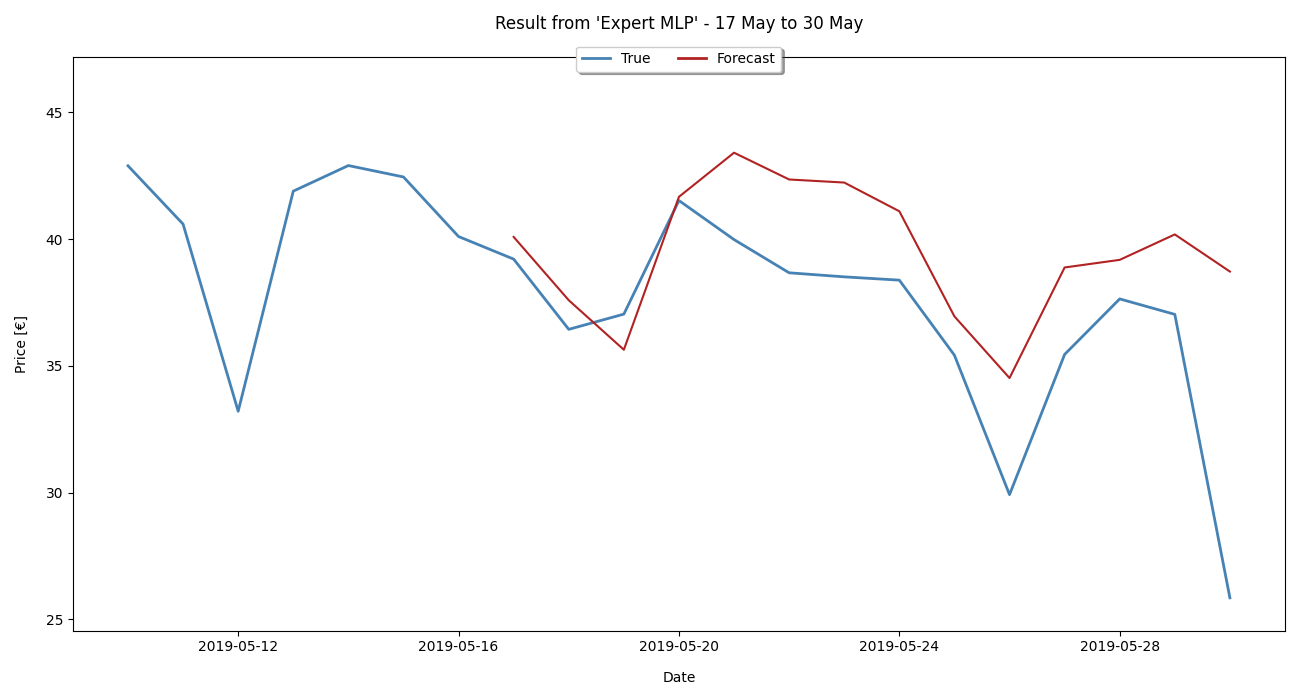 Result from 'Expert MLP' - 17 May to 30 May
True Forecast
45
40
35
30
25
Price [€]
2019-05-12 2019-05-16 2019-05-20 2019-05-24 2019-05-28
Date